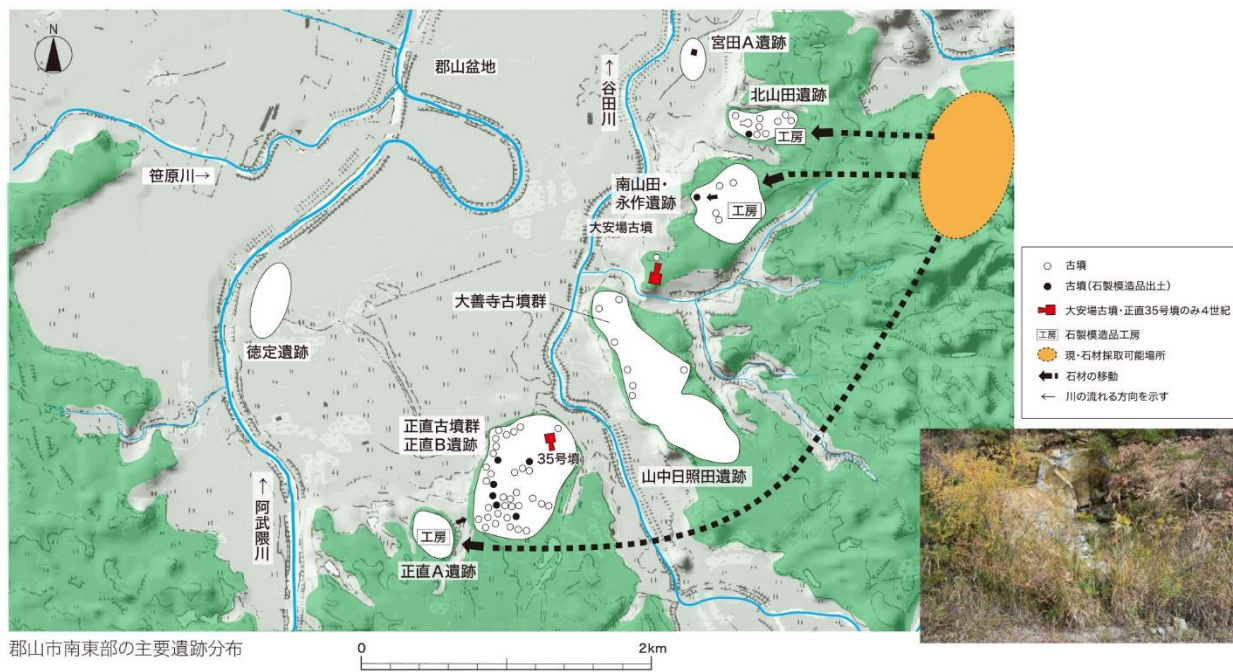 N
宮田A遺跡
郡山盆地
↑谷田川
北山田遺跡
工房
笹原川→
南山田・
永作遺跡
工房
大安場古墳
大善寺古墳群
徳定遺跡
正直古墳群
正直B遺跡
35号墳
山中日照田遺跡
↑阿武隈川
工房
正直A遺跡
郡山市南東部の主要遺跡分布
0 2km
古墳
古墳(石製模造品出土)
大安場古墳・正直35号墳のみ4世紀
工房 石製模造品工房
現・石材採取可能場所
石材の移動
← 川の流れる方向を示す